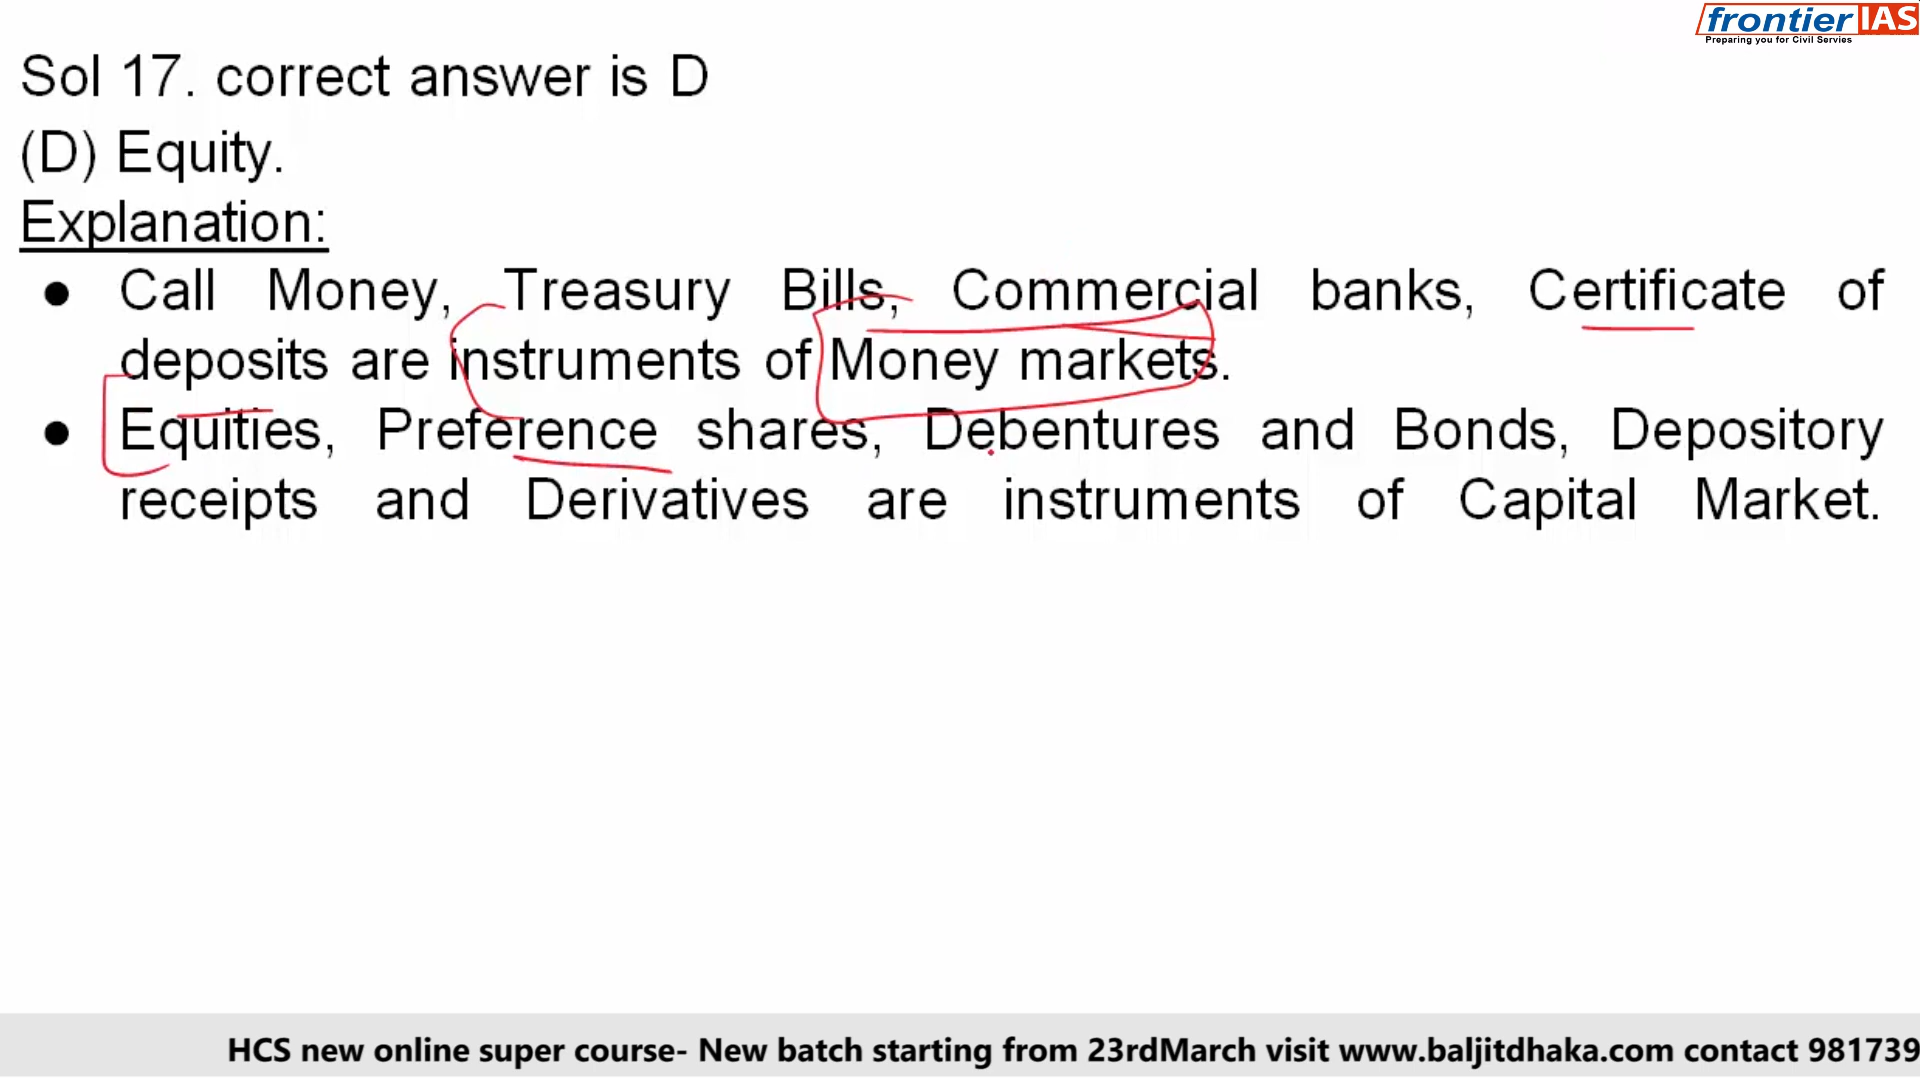 frontier IAS
Preparing you for Civil Servies
Sol 17. correct answer is D
(D) Equity.
Explanation:
● Call Money, Treasury Bills, Commercial banks, Certificate of
deposits are instruments of Money markets.
● Equities, Preference shares, Debentures and Bonds, Depository
receipts and Derivatives are instruments of Capital Market.
HCS new online super course- New batch starting from 23rdMarch visit www.baljitdhaka.com contact 981739